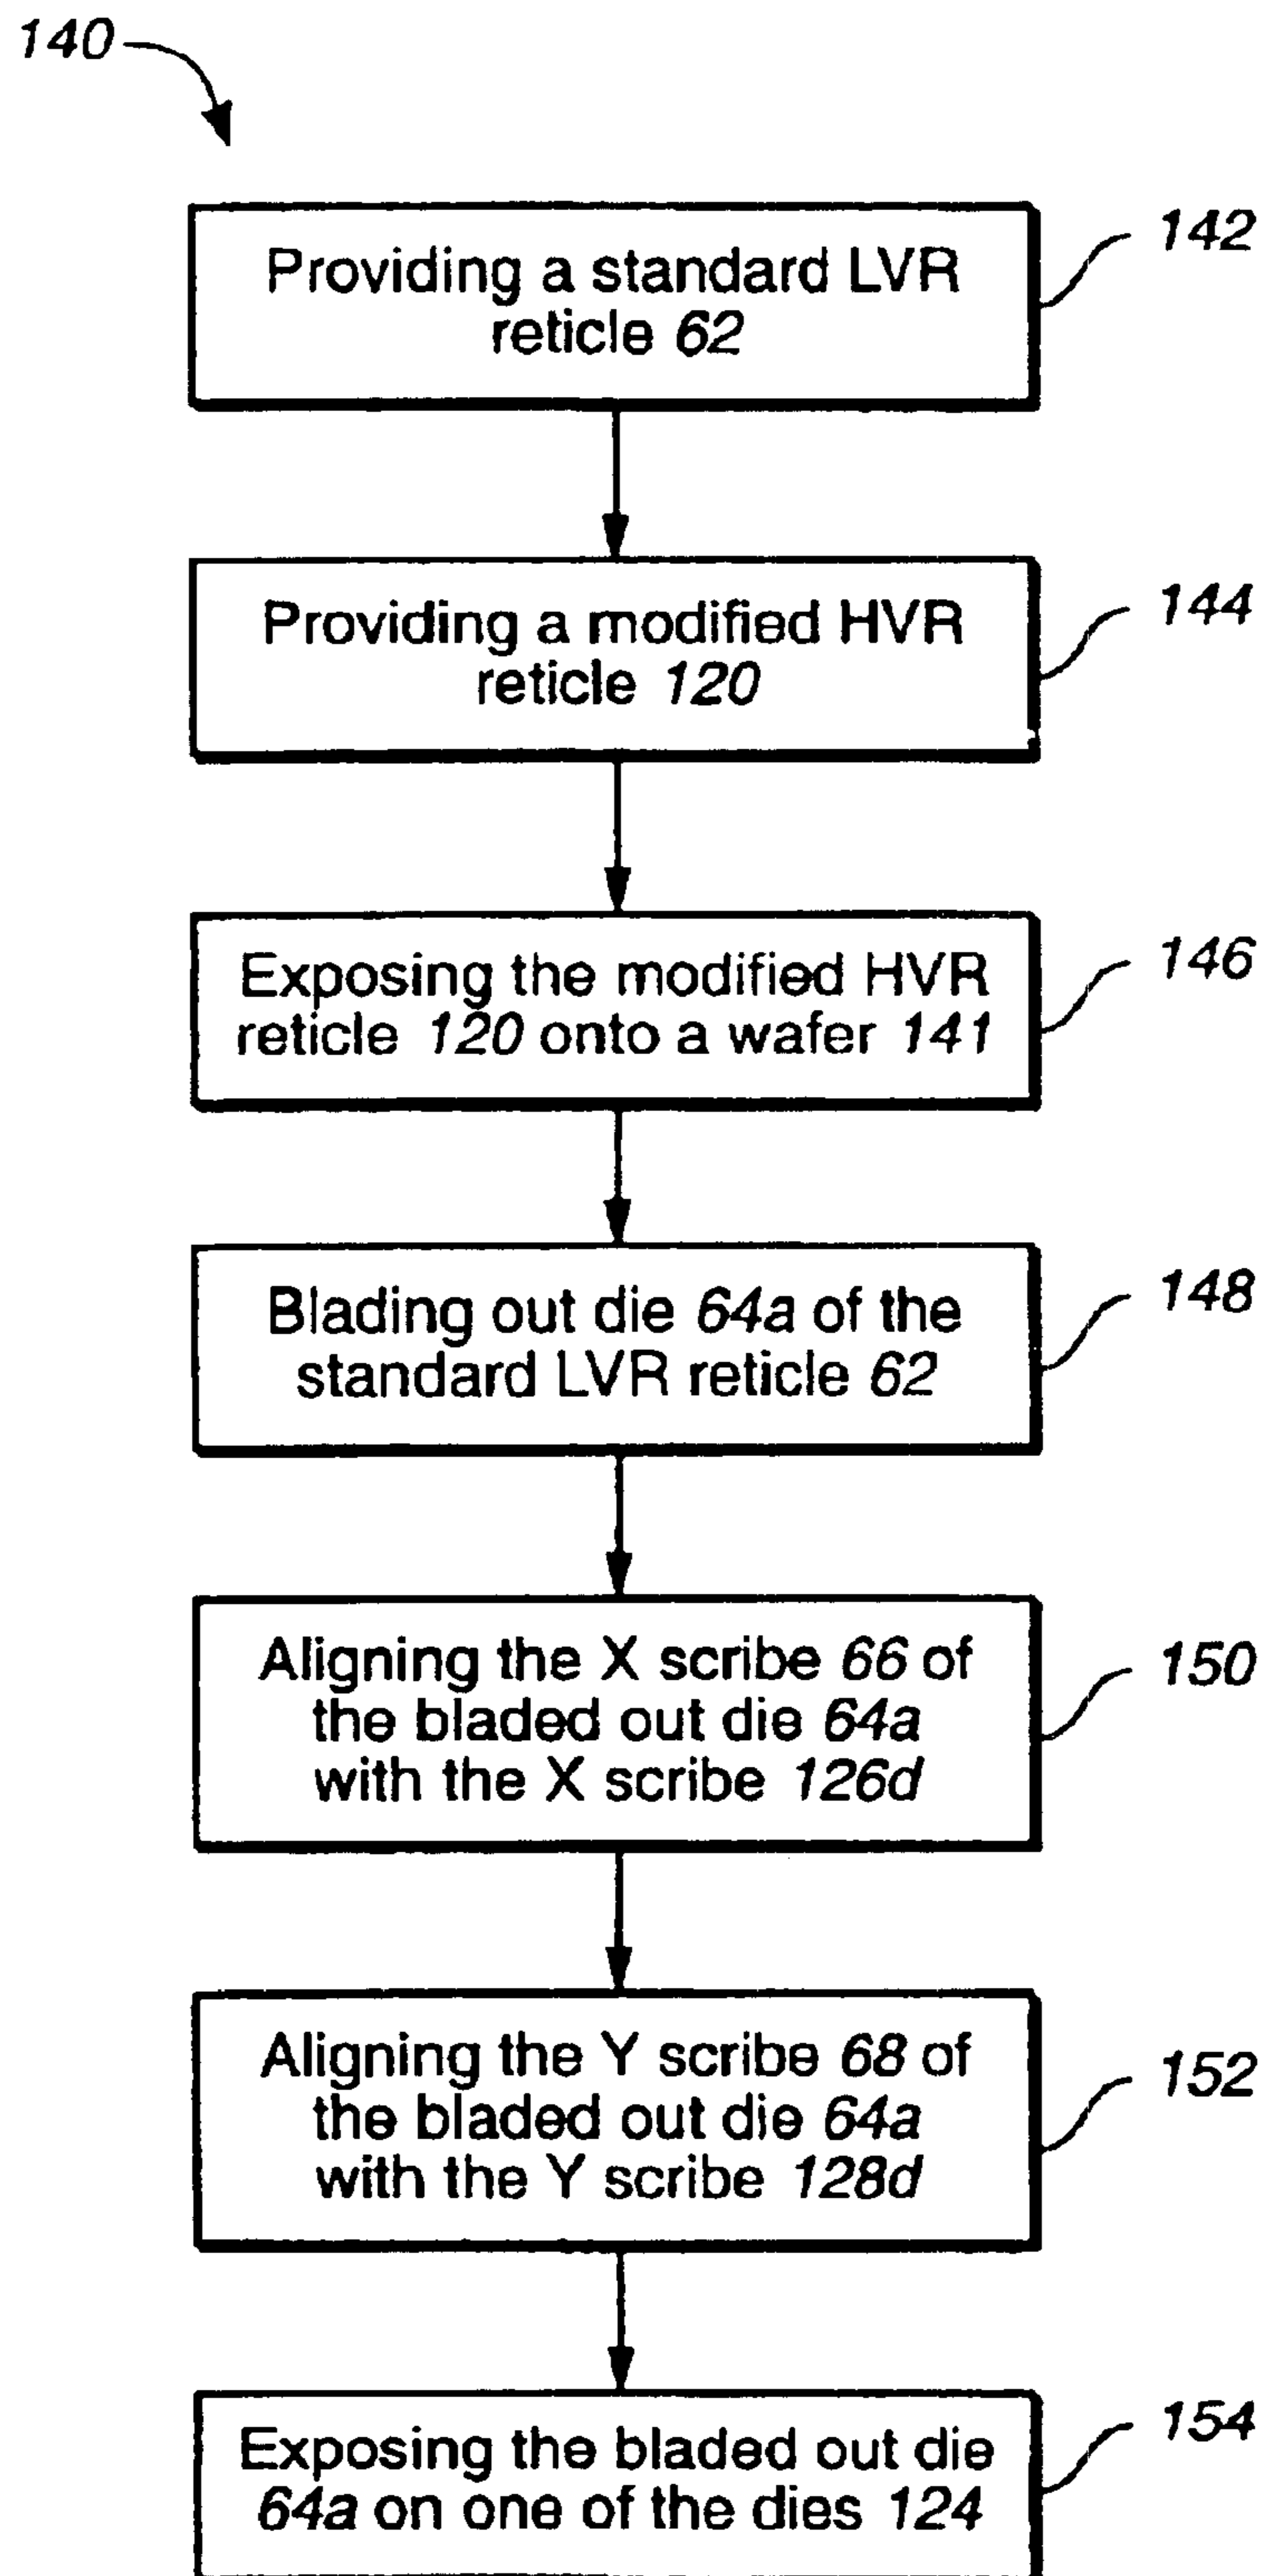 140
Providing a standard LVR
reticle 62
142
Providing a modified HVR
reticle 120
144
Exposing the modified HVR
reticle 120 onto a wafer 141
146
Blading out die 64a of the
standard LVR reticle 62
148
Aligning the X scribe 66 of
the bladed out die 64a
with the X scribe 126d
150
Aligning the Y scribe 68 of
the bladed out die 64a
with the Y scribe 128d
152
Exposing the bladed out die
64a on one of the dies 124
154